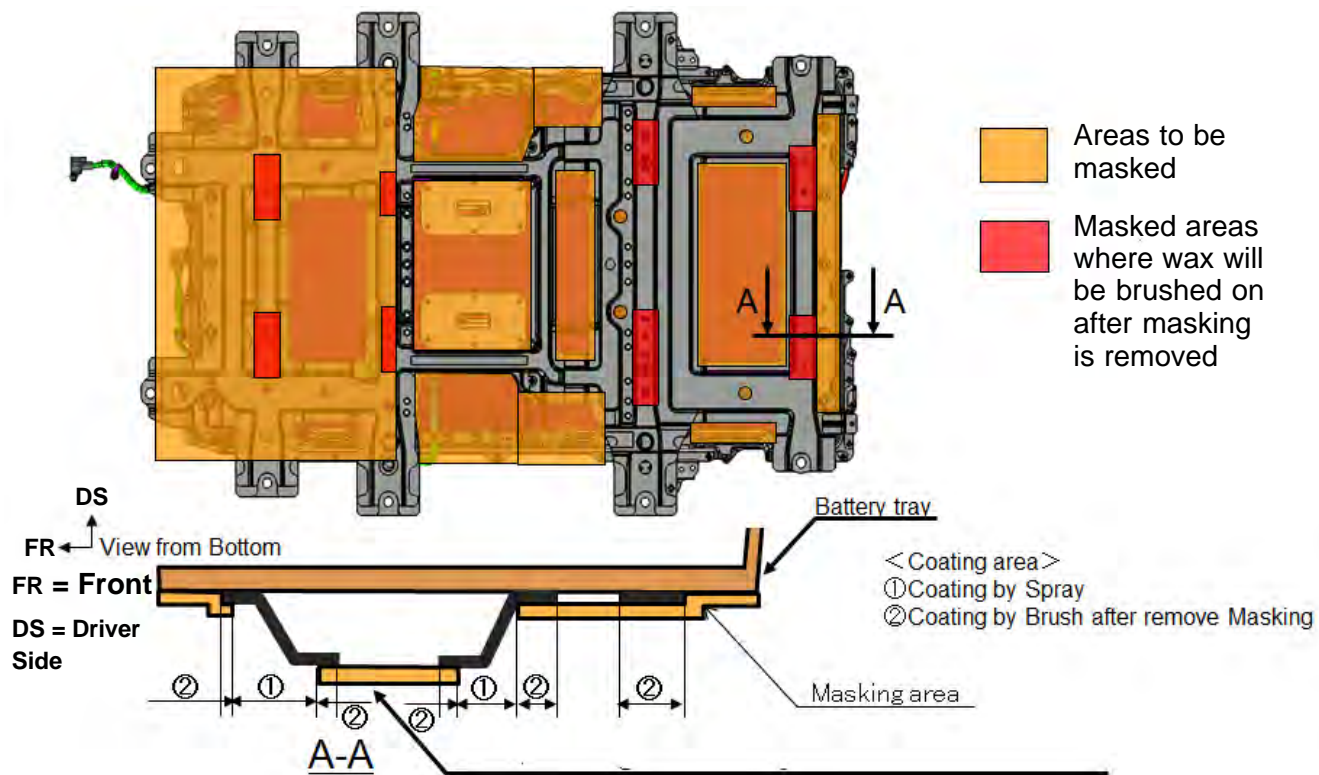 Areas to be
masked
Masked areas
where wax will
be brushed on
after masking
is removed
A
A
DS
FR
View from Bottom
FR = Front
DS = Driver
Side
Battery tray
<Coating area>
①Coating by Spray
②Coating by Brush after remove Masking
Masking area
②
①
②
②
①
②
②
A-A